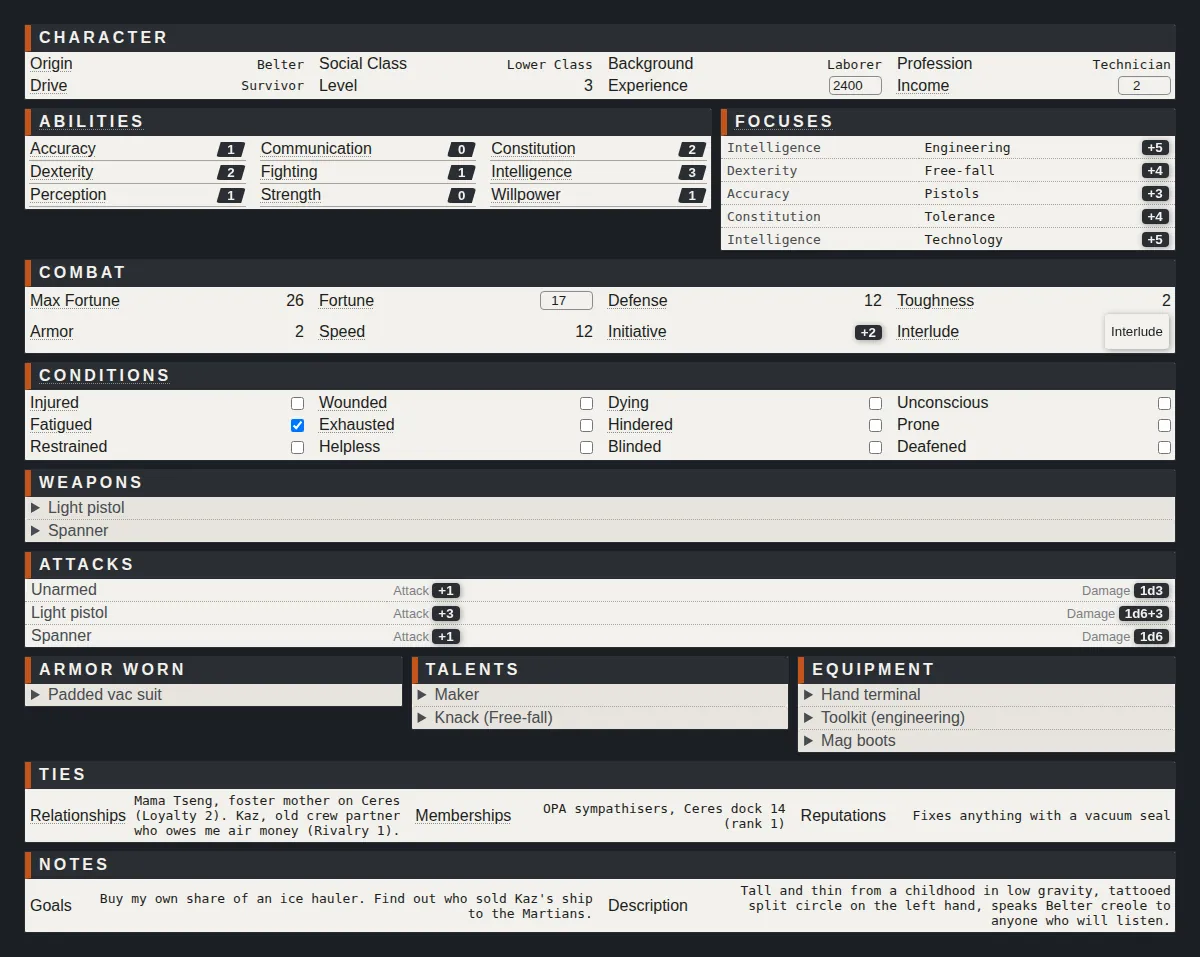 CHARACTER
Origin Belter Social Class Lower Class Background Laborer Profession Technician
Drive Survivor Level 3 Experience 2400 Income 2
ABILITIES
Accuracy 1 Communication 0 Constitution 2
Dexterity 2 Fighting 1 Intelligence 3
Perception 1 Strength 0 Willpower 1
FOCUSES
Intelligence Engineering +5
Dexterity Free-fall +4
Accuracy Pistols +3
Constitution Tolerance +4
Intelligence Technology +5
COMBAT
Max Fortune 26 Fortune 17 Defense 12 Toughness 2
Armor 2 Speed 12 Initiative +2 Interlude Interlude
CONDITIONS
Injured Wounded Dying Unconscious
Fatigued Exhausted Hindered Prone
Restrained Helpless Blinded Deafened
WEAPONS
Light pistol
Spanner
ATTACKS
Unarmed Attack +1 Damage 1d3
Light pistol Attack +3 Damage 1d6+3
Spanner Attack +1 Damage 1d6
ARMOR WORN
Padded vac suit
TALENTS
Maker
Knack (Free-fall)
EQUIPMENT
Hand terminal
Toolkit (engineering)
Mag boots
TIES
Relationships
Mama Tseng, foster mother on Ceres
(Loyalty 2). Kaz, old crew partner
who owes me air money (Rivalry 1).
Memberships
OPA sympathisers, Ceres dock 14
(rank 1)
Reputations Fixes anything with a vacuum seal
NOTES
Goals
Buy my own share of an ice hauler. Find out who sold Kaz's ship
to the Martians.
Description
Tall and thin from a childhood in low gravity, tattooed
split circle on the left hand, speaks Belter creole to
anyone who will listen.